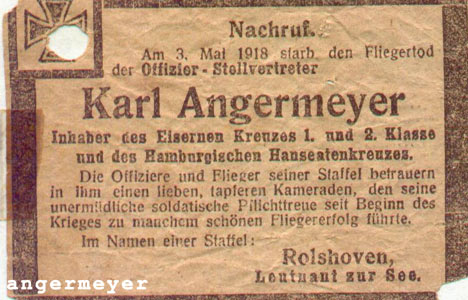 Nachruf.
Am 3. Mai 1918 starb den Fliegertod
der Offizier-Stellvertreter
Karl Angermeyer
Inhaber des Eisernen Kreuzes 1. und 2. Klasse
und des Hamburgischen Hanseatenkreuzes.
Die Offiziere und Flieger seiner Staffel betrauern
in ihm einen lieben, tapferen Kameraden, den seine
unermüdliche soldatische Pflichttreue seit Beginn des
Krieges zu manchem schönen Fliegererfolg führte.
Im Namen einer Staffel:
Rolshoven,
Leutnant zur See.
angermeyer